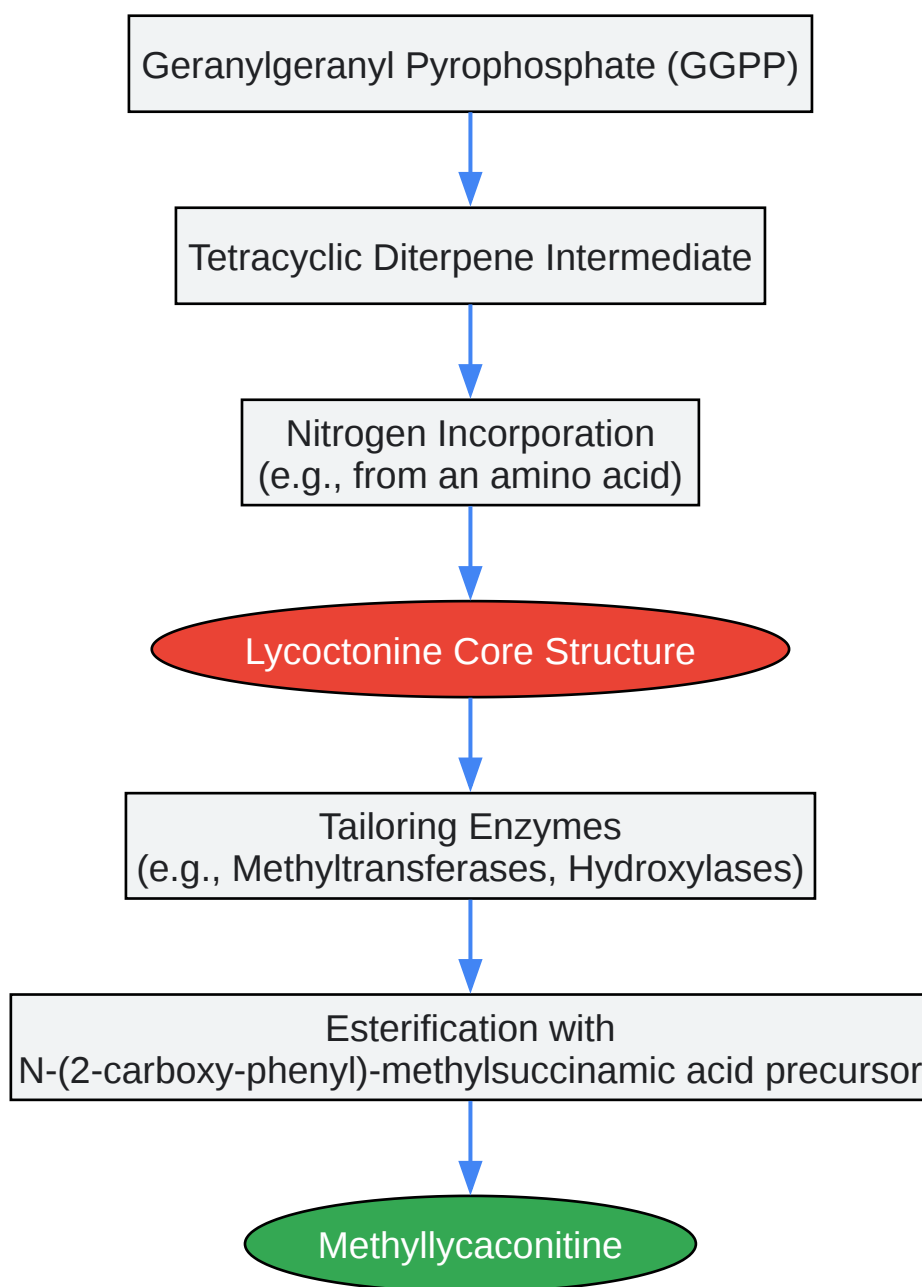 Geranylgeranyl Pyrophosphate (GGPP)
Tetracyclic Diterpene Intermediate
Nitrogen Incorporation
(e.g., from an amino acid)
Lycoctonine Core Structure
Tailoring Enzymes
(e.g., Methyltransferases, Hydroxylases)
Esterification with
N-(2-carboxy-phenyl)-methylsuccinamic acid precursor
Methyllycaconitine